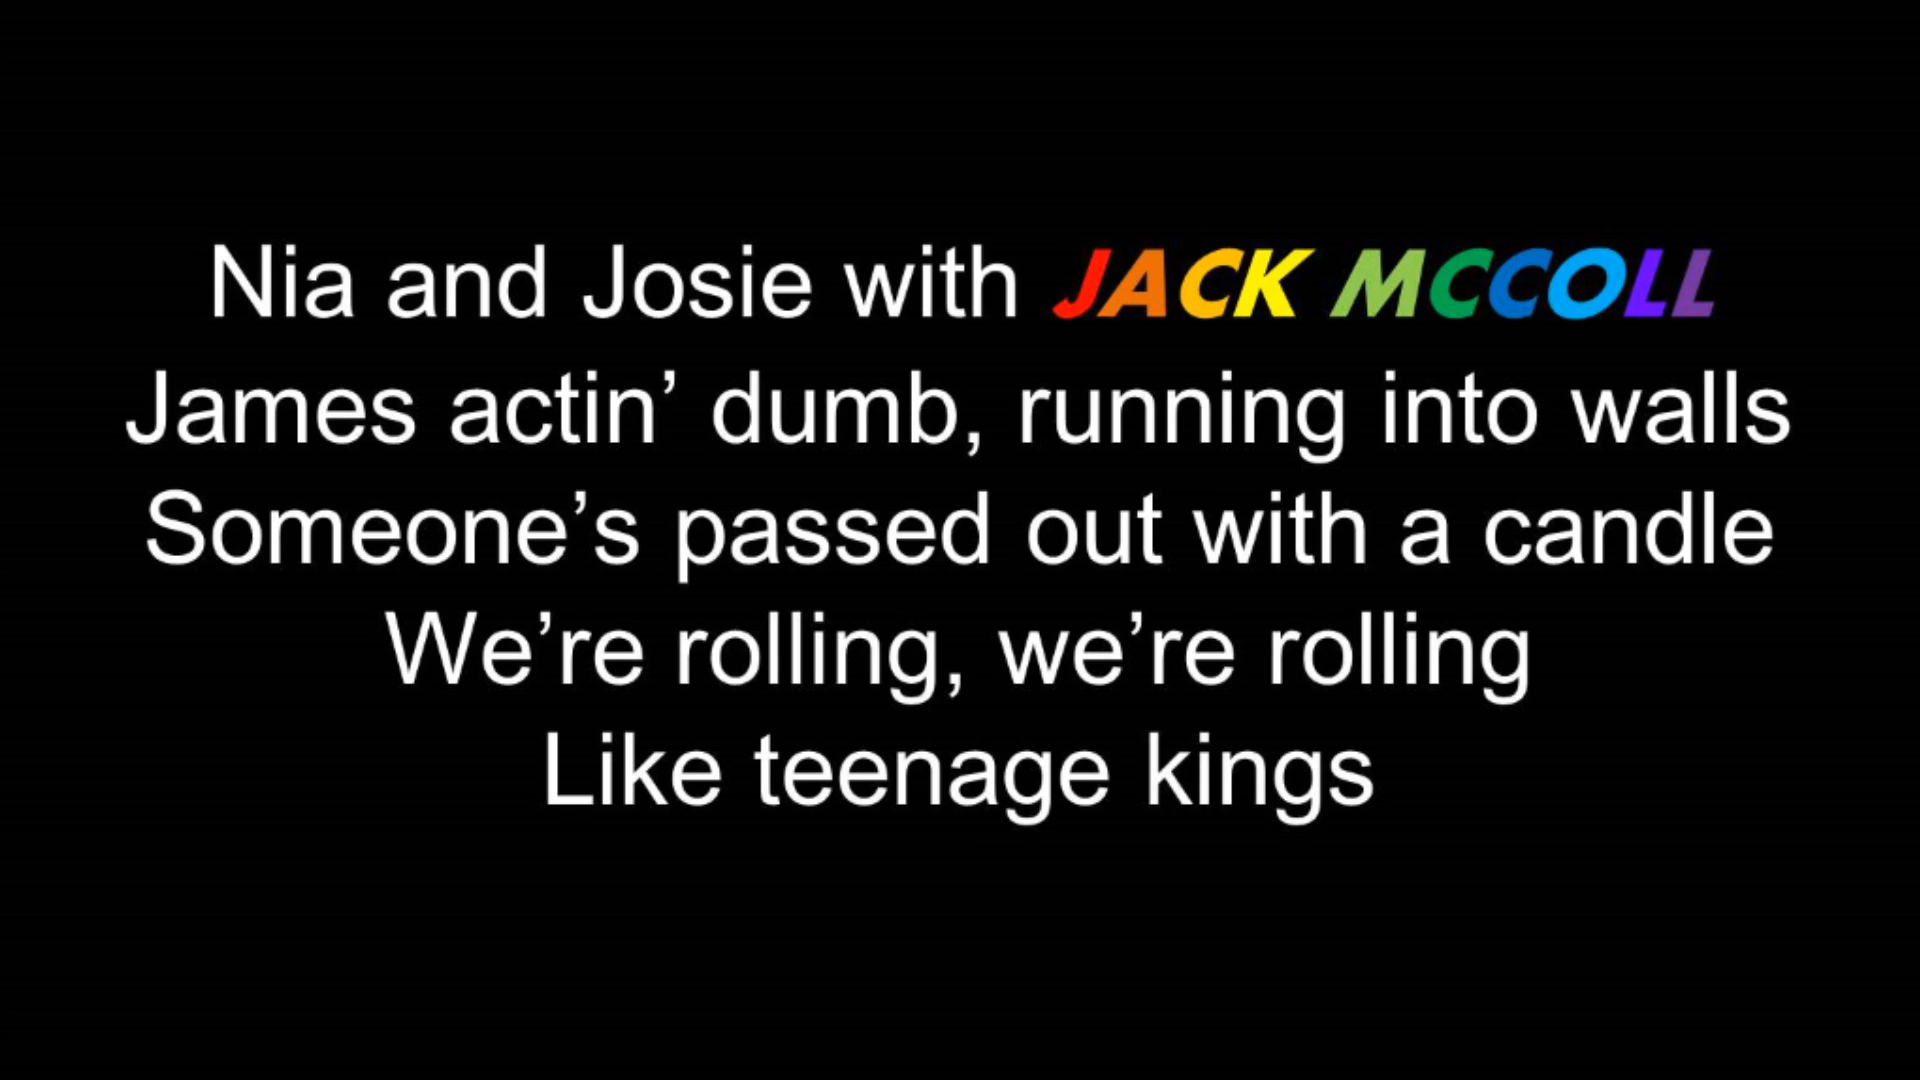 Nia and Josie with JACK MCCOLL
James actin’ dumb, running into walls
Someone’s passed out with a candle
We’re rolling, we’re rolling
Like teenage kings